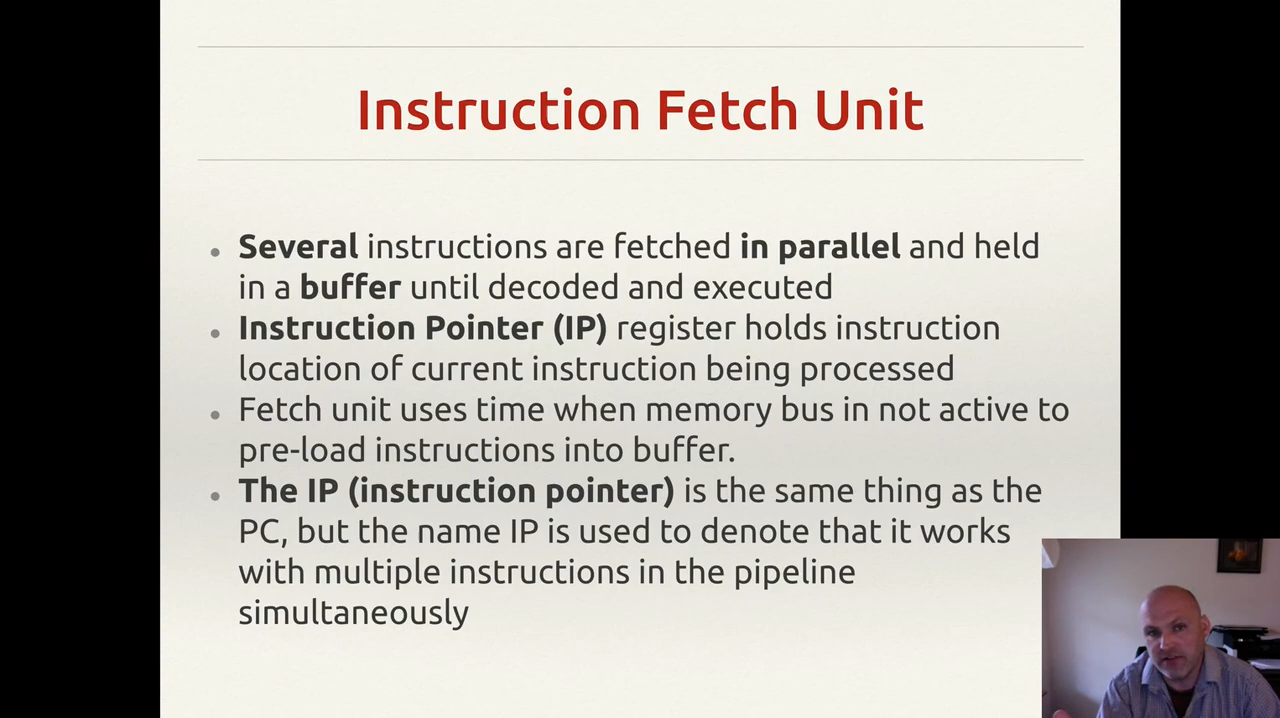 Instruction Fetch Unit
Several instructions are fetched in parallel and held
in a buffer until decoded and executed
Instruction Pointer (IP) register holds instruction
location of current instruction being processed
Fetch unit uses time when memory bus in not active to
pre-load instructions into buffer.
The IP (instruction pointer) is the same thing as the
PC, but the name IP is used to denote that it works
with multiple instructions in the pipeline
simultaneously